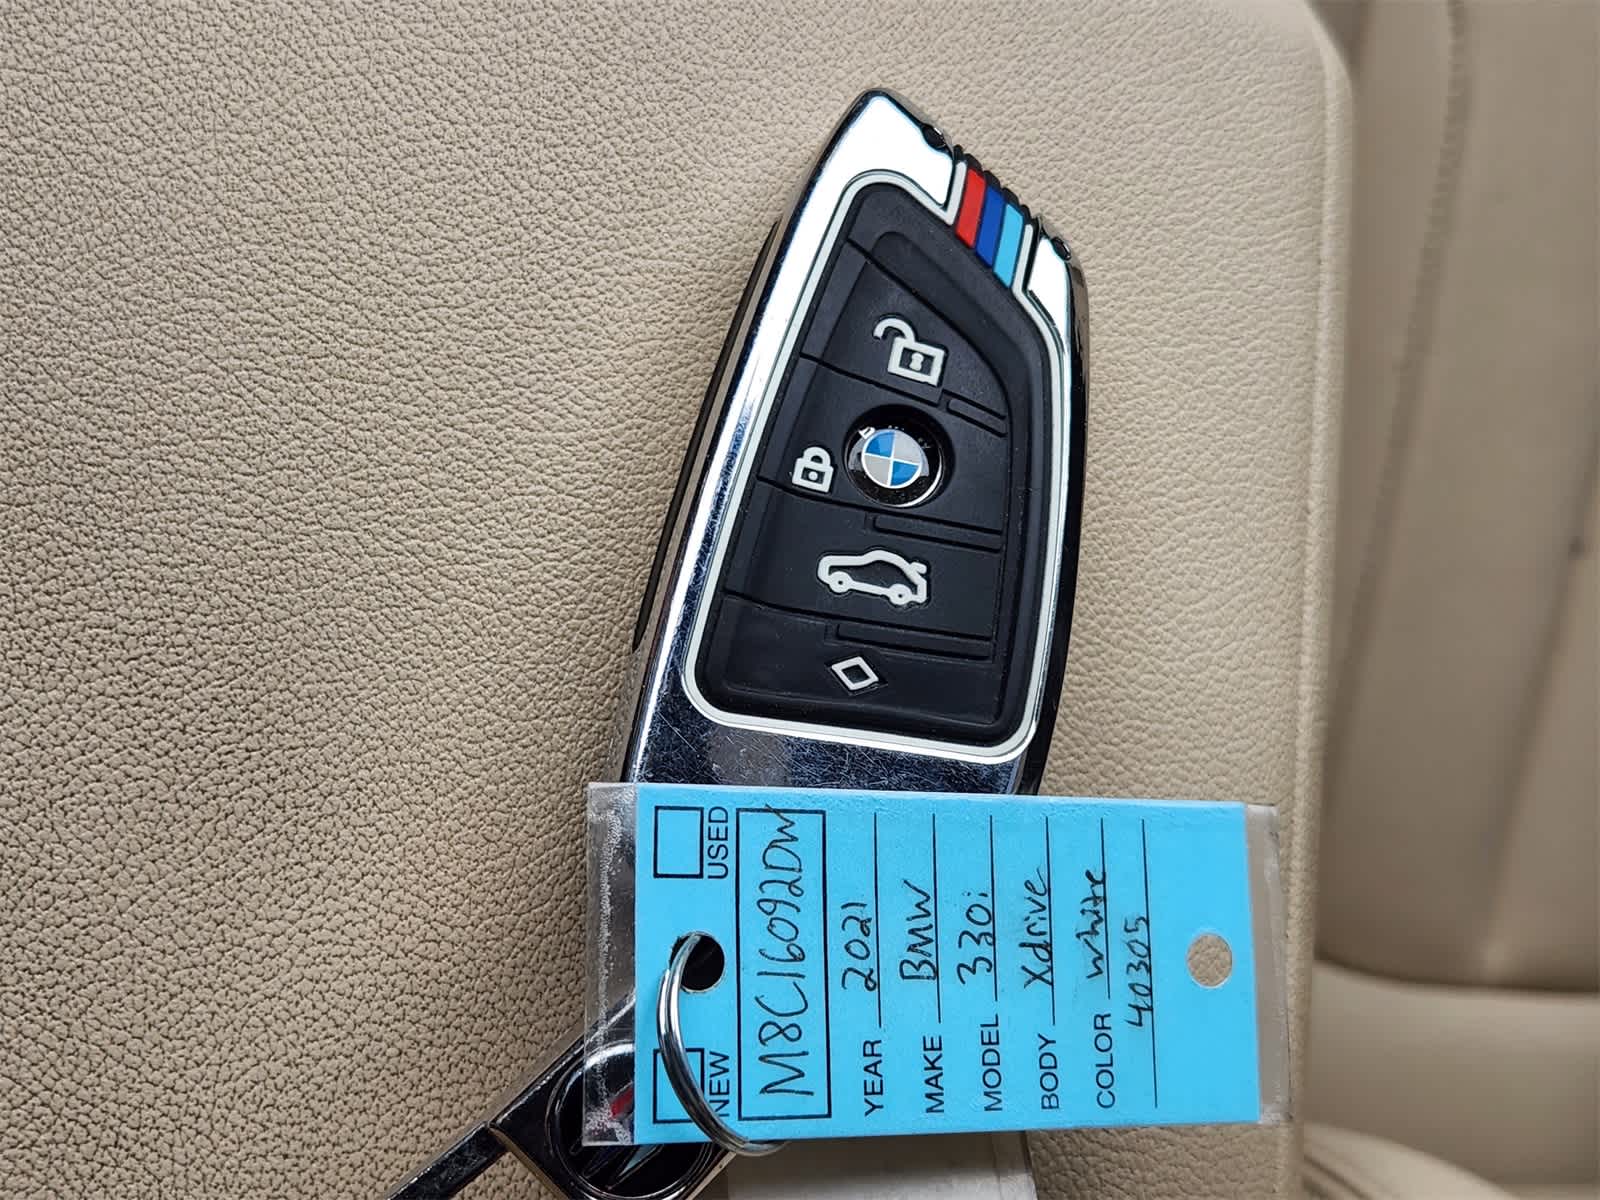 USED
NEW
M8C16092DW
YEAR 2021
MAKE BMW
MODEL 330i
BODY Xdrive
COLOR white
40305